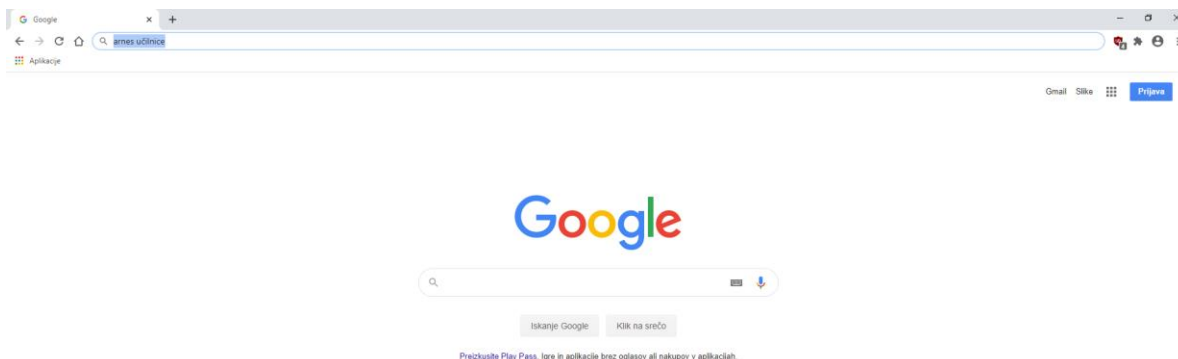 Google
arnes učilnice
Aplikacije
Gmail Slike Prijava
Google
Iskanje Google Klik na srečo
Preizkusite Play Pass. Igre in aplikacije brez oglasov ali nakupov v aplikacijah.